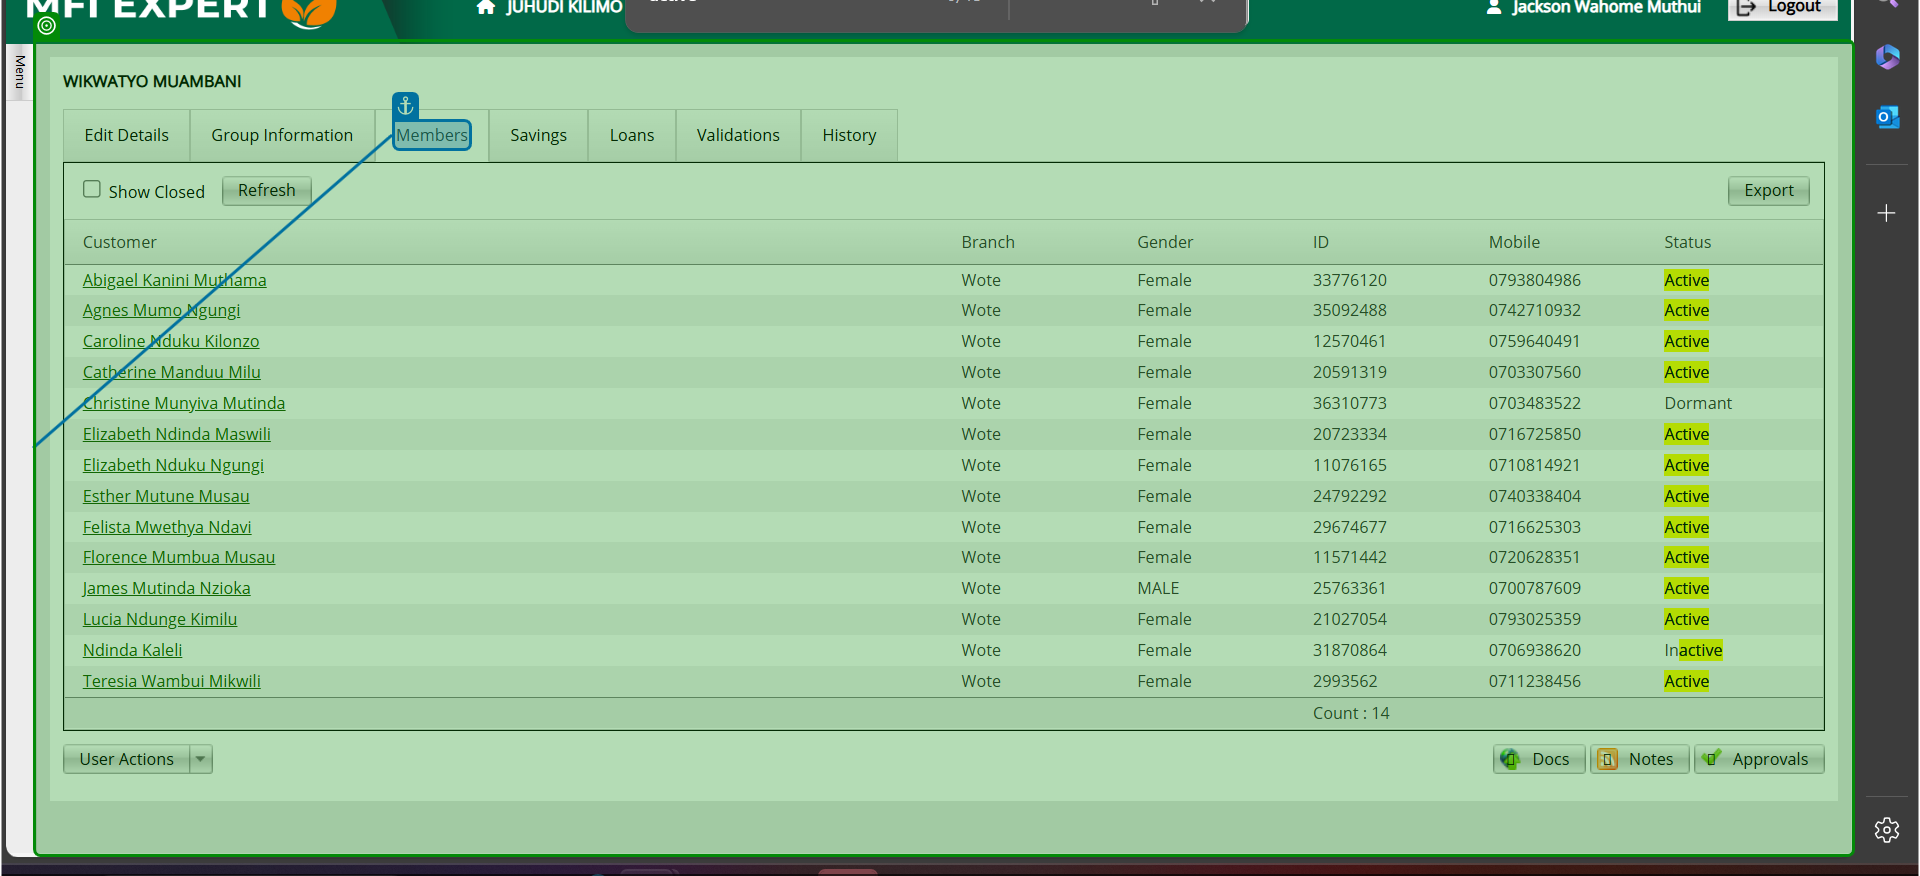 MFI EXPERT
JUHUDI KILIMO
Jackson Wahome Muthui
Logout
Menu
WIKWATYO MUAMBANI
Edit Details Group Information Members Savings Loans Validations History
Show Closed Refresh Export
Customer Branch Gender ID Mobile Status
Abigael Kanini Muthama Wote Female 33776120 0793804986 Active
Agnes Mumo Ngungi Wote Female 35092488 0742710932 Active
Caroline Nduku Kilonzo Wote Female 12570461 0759640491 Active
Catherine Manduu Milu Wote Female 20591319 0703307560 Active
Christine Munyiva Mutinda Wote Female 36310773 0703483522 Dormant
Elizabeth Ndinda Maswili Wote Female 20723334 0716725850 Active
Elizabeth Nduku Ngungi Wote Female 11076165 0710814921 Active
Esther Mutune Musau Wote Female 24792292 0740338404 Active
Felista Mwethya Ndavi Wote Female 29674677 0716625303 Active
Florence Mumbua Musau Wote Female 11571442 0720628351 Active
James Mutinda Nzioka Wote MALE 25763361 0700787609 Active
Lucia Ndunge Kimilu Wote Female 21027054 0793025359 Active
Ndinda Kaleli Wote Female 31870864 0706938620 Inactive
Teresia Wambui Mikwili Wote Female 2993562 0711238456 Active
Count : 14
User Actions Docs Notes Approvals